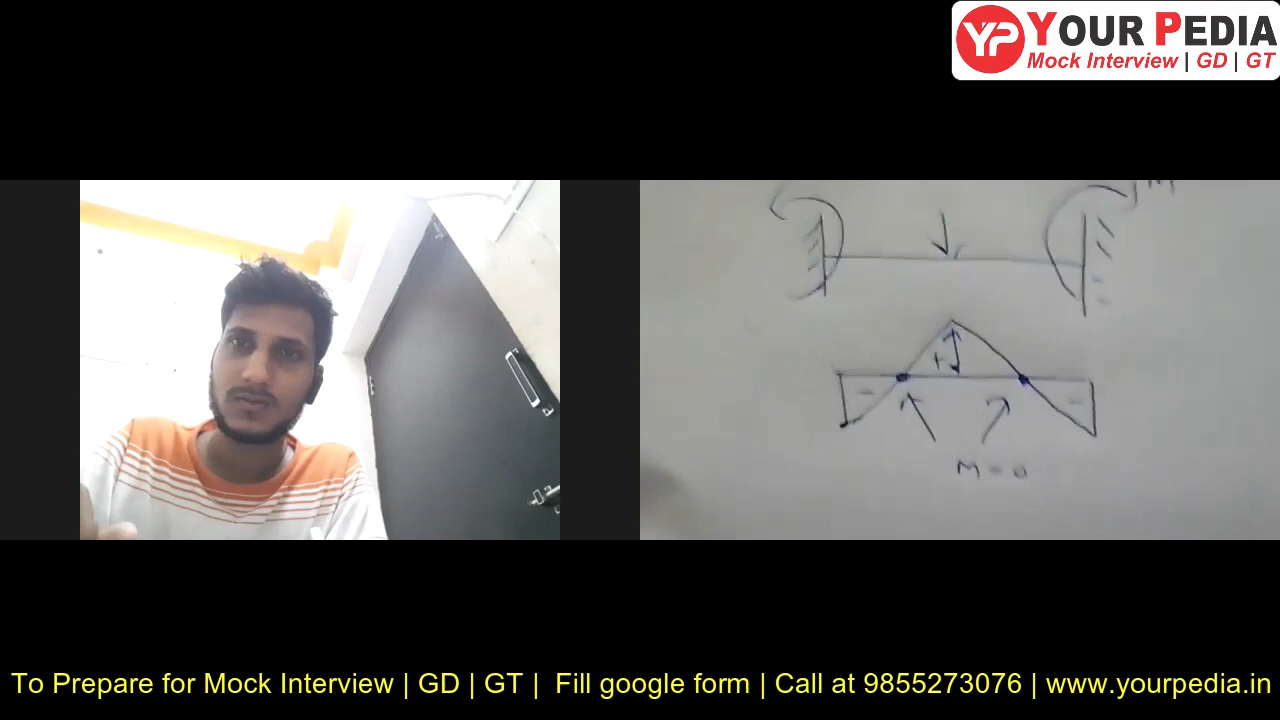 YOUR PEDIA
Mock Interview | GD | GT
+
- -
M = 0
To Prepare for Mock Interview | GD | GT | Fill google form | Call at 9855273076 | www.yourpedia.in